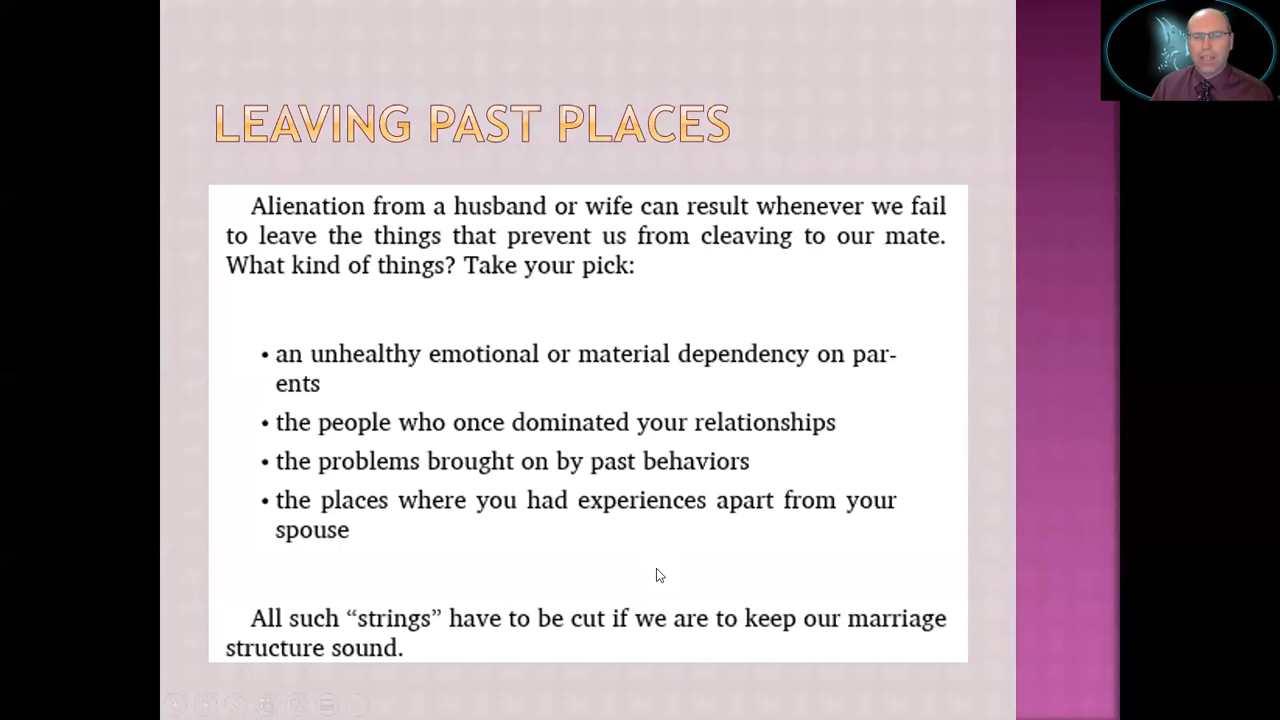 LEAVING PAST PLACES
Alienation from a husband or wife can result whenever we fail
to leave the things that prevent us from cleaving to our mate.
What kind of things? Take your pick:
• an unhealthy emotional or material dependency on par-
ents
• the people who once dominated your relationships
• the problems brought on by past behaviors
• the places where you had experiences apart from your
spouse
All such “strings” have to be cut if we are to keep our marriage
structure sound.